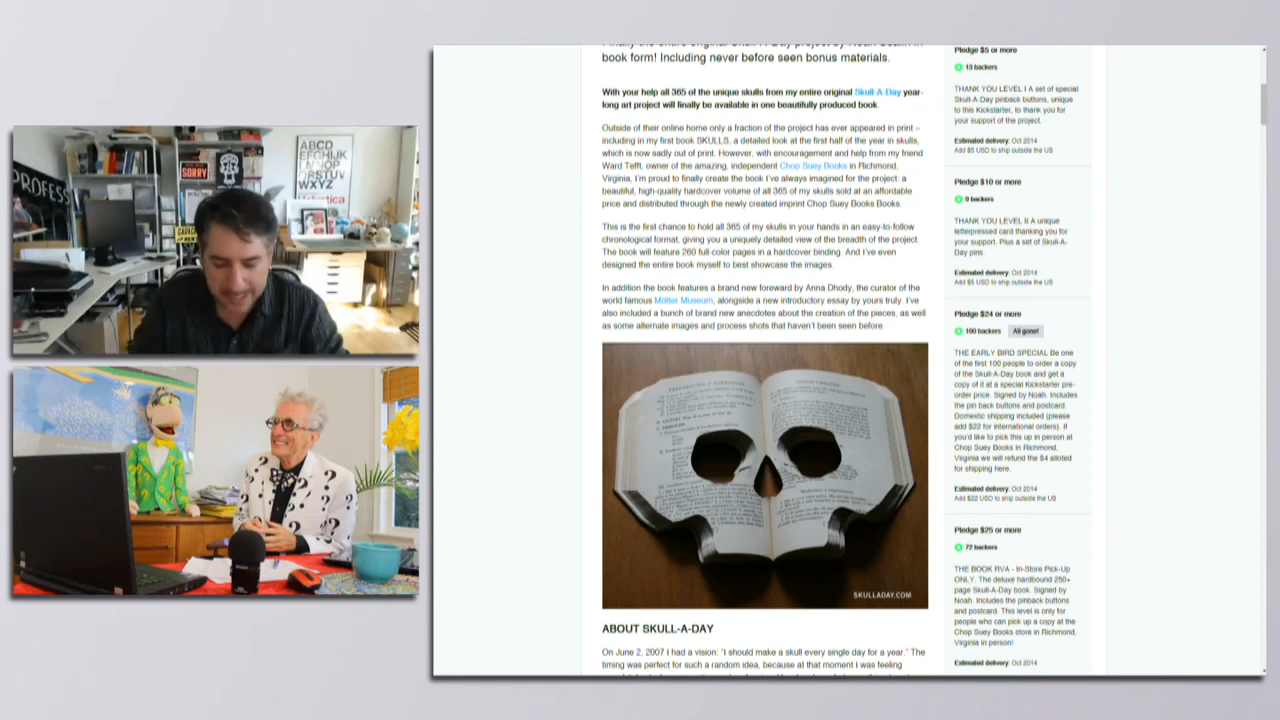 book form! Including never before seen bonus materials.
With your help all 365 of the unique skulls from my entire original Skull-A-Day year-
long art project will finally be available in one beautifully produced book.
Outside of their online home only a fraction of the project has ever appeared in print –
including in my first book SKULLS, a detailed look at the first half of the year in skulls,
which is now sadly out of print. However, with encouragement and help from my friend
Ward Tefft, owner of the amazing, independent Chop Suey Books in Richmond,
Virginia, I'm proud to finally create the book I've always imagined for the project: a
beautiful, high-quality hardcover volume of all 365 of my skulls sold at an affordable
price and distributed through the newly created imprint Chop Suey Books Books.
This is the first chance to hold all 365 of my skulls in your hands in an easy-to-follow
chronological format, giving you a uniquely detailed view of the breadth of the project.
The book will feature 260 full-color pages in a hardcover binding. And I've even
designed the entire book myself to best showcase the images.
In addition the book features a brand new foreward by Anna Dhody, the curator of the
world famous Mütter Museum, alongside a new introductory essay by yours truly. I've
also included a bunch of brand new anecdotes about the creation of the pieces, as well
as some alternate images and process shots that haven't been seen before.
SKULLADAY.COM
ABOUT SKULL-A-DAY
On June 2, 2007 I had a vision: "I should make a skull every single day for a year." The
timing was perfect for such a random idea, because at that moment I was feeling
Pledge $5 or more
13 backers
THANK YOU LEVEL I A set of special
Skull-A-Day pinback buttons, unique
to this Kickstarter, to thank you for
your support of the project.
Estimated delivery: Oct 2014
Add $5 USD to ship outside the US
Pledge $10 or more
9 backers
THANK YOU LEVEL II A unique
letterpressed card thanking you for
your support. Plus a set of Skull-A-
Day pins.
Estimated delivery: Oct 2014
Add $5 USD to ship outside the US
Pledge $24 or more
100 backers All gone!
THE EARLY BIRD SPECIAL Be one
of the first 100 people to order a copy
of the Skull-A-Day book and get a
copy of it at a special Kickstarter pre-
order price. Signed by Noah. Includes
the pin back buttons and postcard.
Domestic shipping included (please
add $22 for international orders). If
you'd like to pick this up in person at
Chop Suey Books in Richmond,
Virginia we will refund the $4 alloted
for shipping here.
Estimated delivery: Oct 2014
Add $22 USD to ship outside the US
Pledge $25 or more
72 backers
THE BOOK RVA - In-Store Pick-Up
ONLY. The deluxe hardbound 250+
page Skull-A-Day book. Signed by
Noah. Includes the pinback buttons
and postcard. This level is only for
people who can pick up a copy at the
Chop Suey Books store in Richmond,
Virginia in person!
Estimated delivery: Oct 2014
PROFESS
SORRY